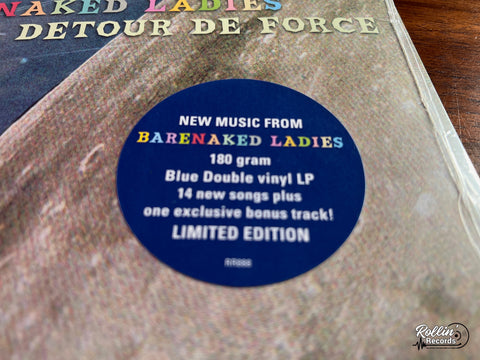 NAKED LADIES
DETOUR DE FORCE
NEW MUSIC FROM
BARENAKED LADIES
180 gram
Blue Double vinyl LP
14 new songs plus
one exclusive bonus track!
LIMITED EDITION
Rollin'
Records